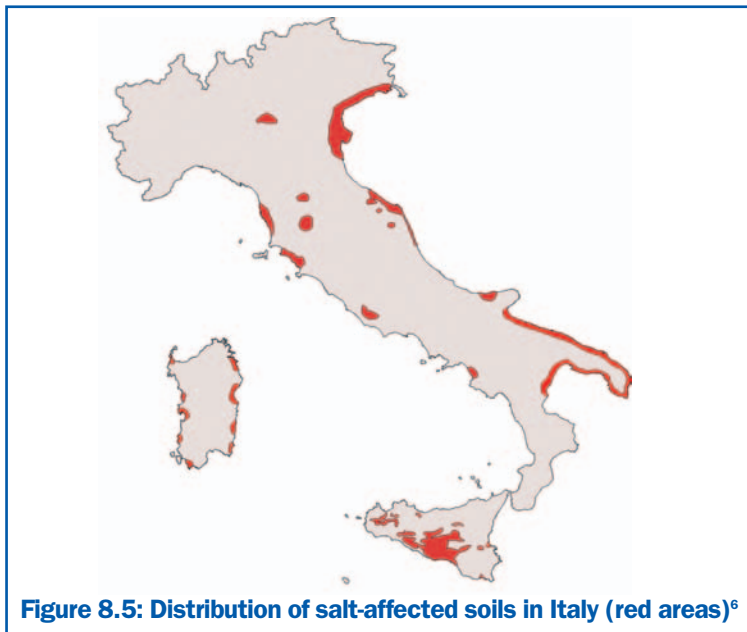 Figure 8.5: Distribution of salt-affected soils in Italy (red areas)⁶